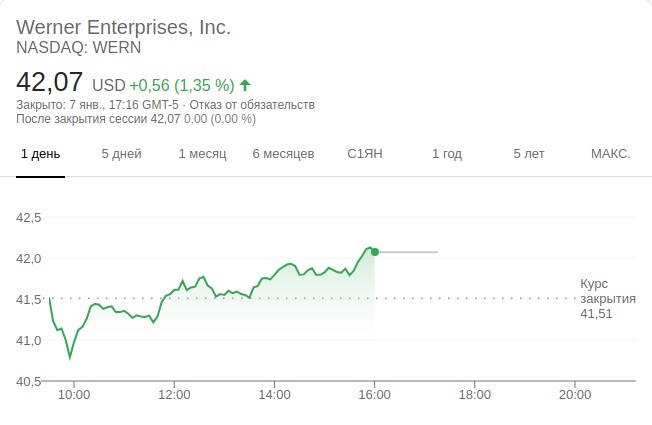 Werner Enterprises, Inc.
NASDAQ: WERN
42,07 USD +0,56 (1,35 %)
Закрыто: 7 янв., 17:16 GMT-5 · Отказ от обязательств
После закрытия сессии 42,07 0,00 (0,00 %)
1 день 5 дней 1 месяц 6 месяцев С1ЯН 1 год 5 лет МАКС.
42,5
42,0
41,5
41,0
40,5
Курс
закрытия
41,51
10:00 12:00 14:00 16:00 18:00 20:00